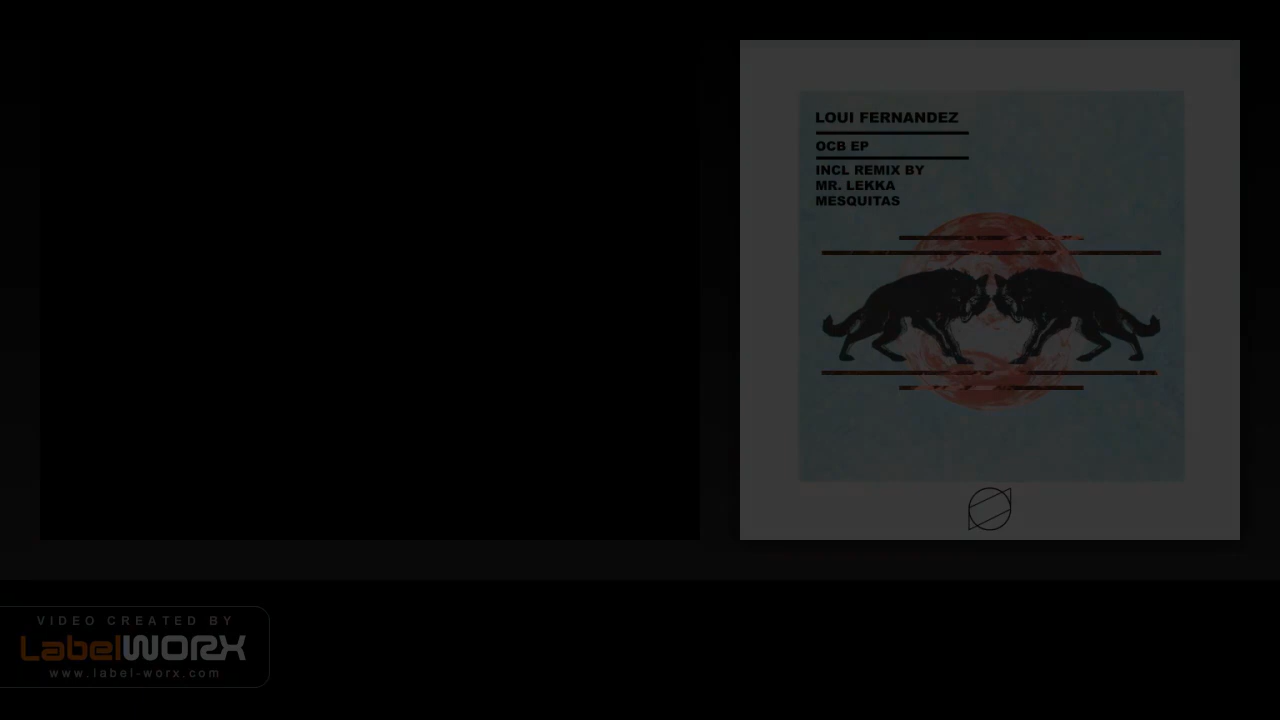 LOUI FERNANDEZ
OCB EP
INCL REMIX BY
MR. LEKKA
MESQUITAS
VIDEO CREATED BY
LabelWORX
www.label-worx.com